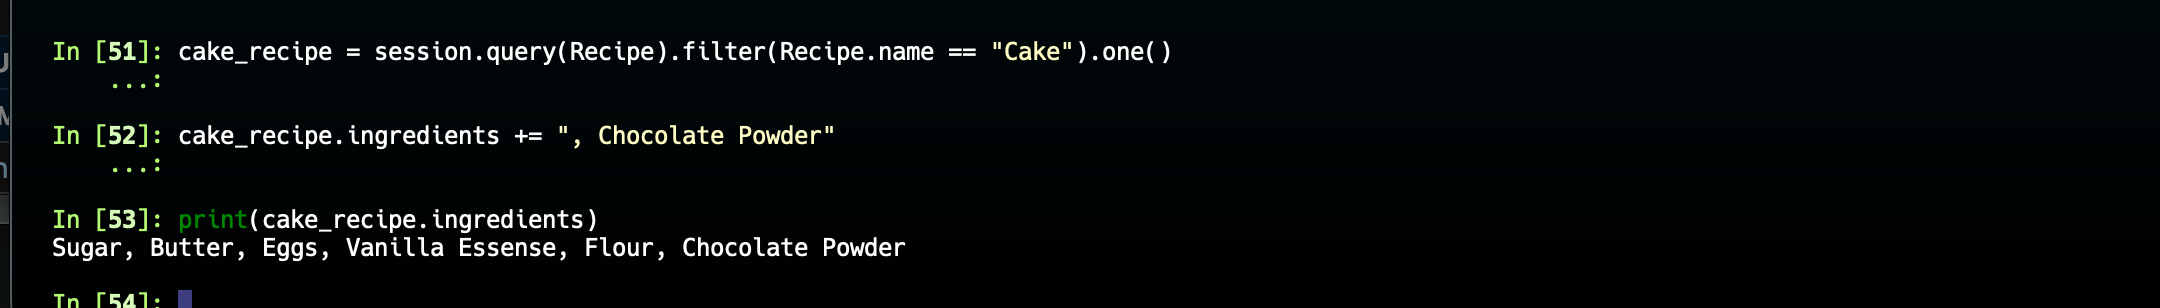 In [51]: cake_recipe = session.query(Recipe).filter(Recipe.name == "Cake").one()
...:
In [52]: cake_recipe.ingredients += ", Chocolate Powder"
...:
In [53]: print(cake_recipe.ingredients)
Sugar, Butter, Eggs, Vanilla Essense, Flour, Chocolate Powder
In [54]: